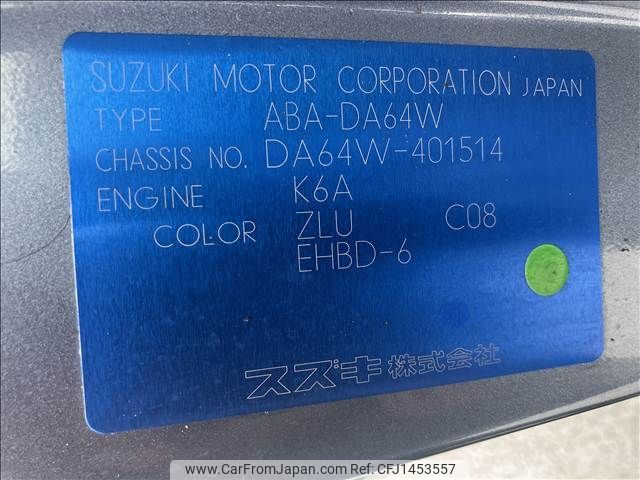 SUZUKI MOTOR CORPORATION JAPAN
TYPE ABA-DA64W
CHASSIS NO. DA64W-401514
ENGINE K6A
COLOR ZLU C08
EHBD-6
スズキ株式会社
www.CarFromJapan.com Ref: CFJ1453557